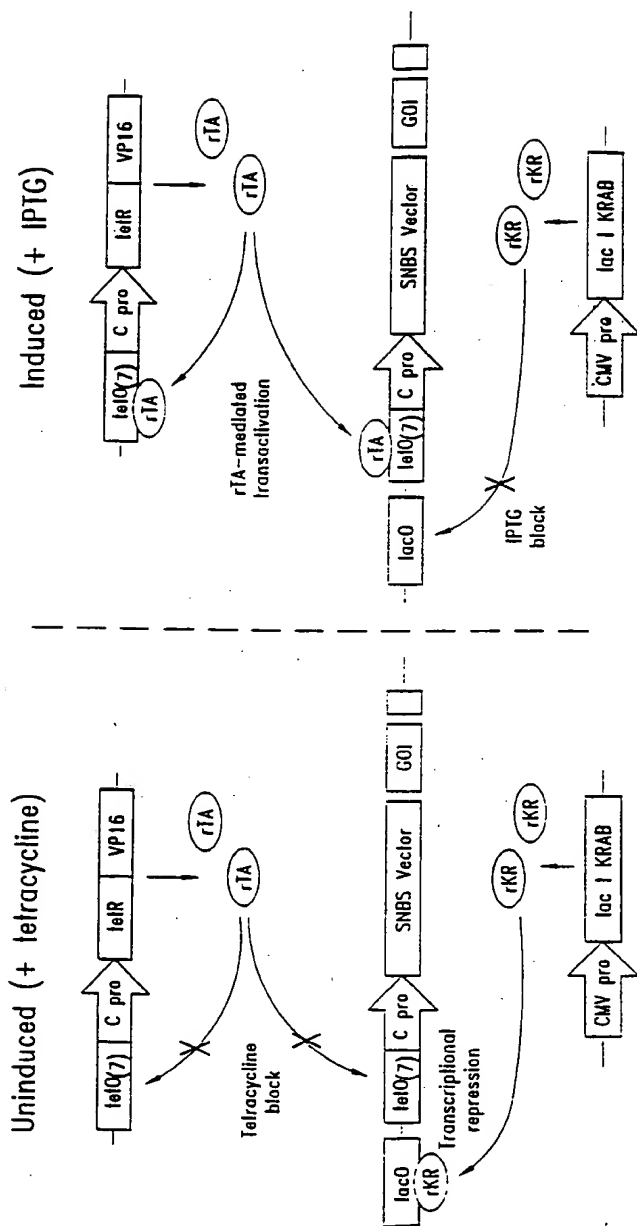 Uninduced (+ tetracycline)
tetO(7)
C pro
tetR
VP16
rTA
rTA
Tetracycline
block
lacO
rKR
tetO(7)
C pro
SNBS Vector
GOI
Transcriptional
repression
rKR
rKR
CMV pro
lac I KRAB
Induced (+ IPTG)
tetO(7)
rTA
C pro
tetR
VP16
rTA
rTA
rTA-mediated
transactivation
lacO
rTA
tetO(7)
C pro
SNBS Vector
GOI
IPTG
block
rKR
rKR
CMV pro
lac I KRAB